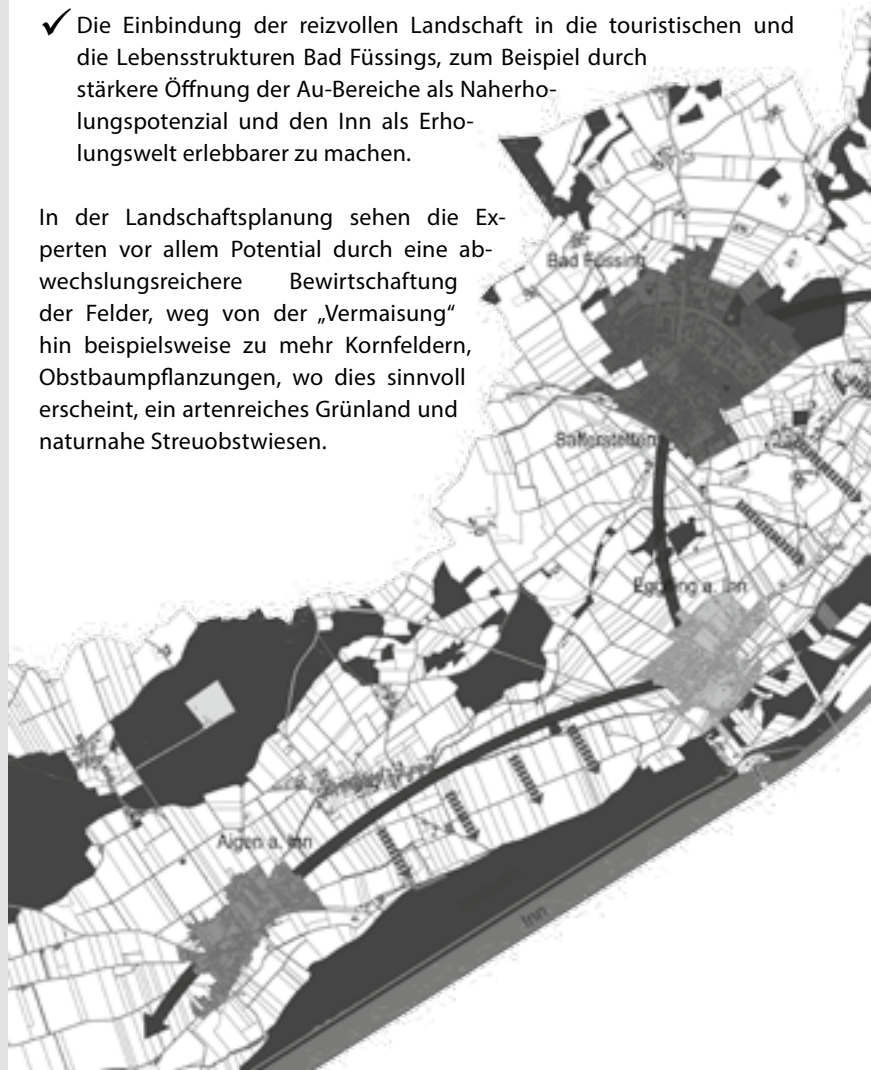 ✓ Die Einbindung der reizvollen Landschaft in die touristischen und
die Lebensstrukturen Bad Füssings, zum Beispiel durch
stärkere Öffnung der Au-Bereiche als Naherho-
lungspotenzial und den Inn als Erho-
lungswelt erlebbarer zu machen.
In der Landschaftsplanung sehen die Ex-
perten vor allem Potential durch eine ab-
wechslungsreichere Bewirtschaftung
der Felder, weg von der „Vermaisung“
hin beispielsweise zu mehr Kornfeldern,
Obstbaumpflanzungen, wo dies sinnvoll
erscheint, ein artenreiches Grünland und
naturnahe Streuobstwiesen.
Bad Füssing
Safferstetten
Egglfing a. Inn
Aigen a. Inn
Inn